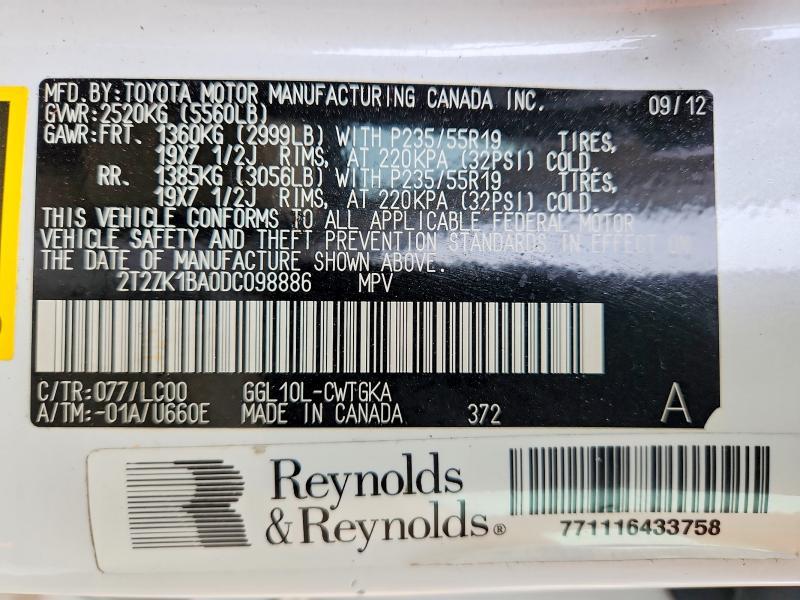 MFD.BY:TOYOTA MOTOR MANUFACTURING CANADA INC. 09/12
GVWR:2520KG (5560LB)
GAWR:FRT. 1360KG (2999LB) WITH P235/55R19 TIRES,
19X7 1/2J RIMS, AT 220KPA (32PSI) COLD.
RR. 1385KG (3056LB) WITH P235/55R19 TIRES,
19X7 1/2J RIMS, AT 220KPA (32PSI) COLD.
THIS VEHICLE CONFORMS TO ALL APPLICABLE FEDERAL MOTOR
VEHICLE SAFETY AND THEFT PREVENTION STANDARDS IN EFFECT ON
THE DATE OF MANUFACTURE SHOWN ABOVE.
2T2ZK1BA0DC098886 MPV
C/TR:077/LC00 GGL10L-CWTGKA
A/TM:-01A/U660E MADE IN CANADA 372 A
Reynolds
& Reynolds®
771116433758